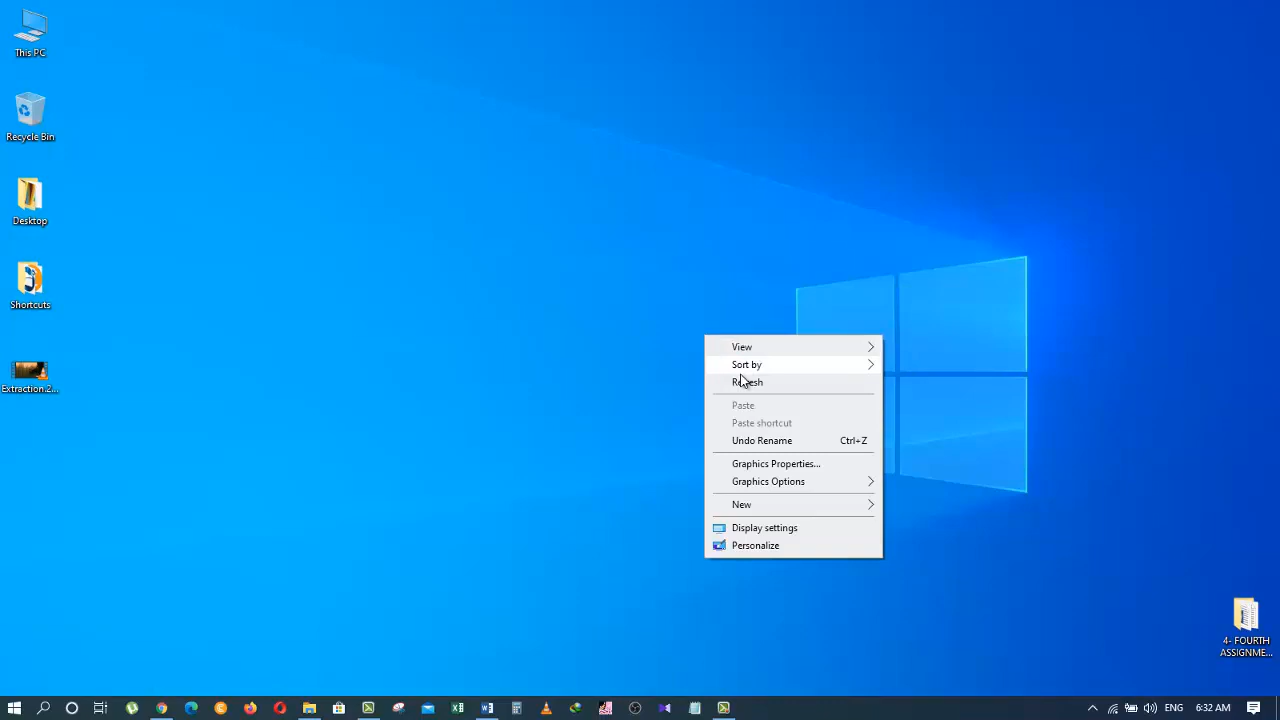 This PC
Recycle Bin
Desktop
Shortcuts
Extraction.2...
View
Sort by
Refresh
Paste
Paste shortcut
Undo Rename Ctrl+Z
Graphics Properties...
Graphics Options
New
Display settings
Personalize
4- FOURTH
ASSIGNME...
ENG 6:32 AM